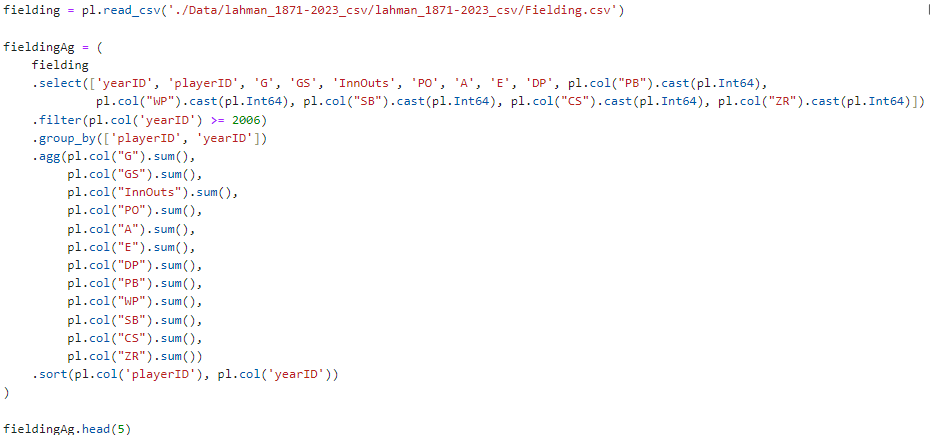 fielding = pl.read_csv('./Data/lahman_1871-2023_csv/lahman_1871-2023_csv/Fielding.csv')

fieldingAg = (
    fielding
    .select(['yearID', 'playerID', 'G', 'GS', 'InnOuts', 'PO', 'A', 'E', 'DP', pl.col("PB").cast(pl.Int64),
             pl.col("WP").cast(pl.Int64), pl.col("SB").cast(pl.Int64), pl.col("CS").cast(pl.Int64), pl.col("ZR").cast(pl.Int64)])
    .filter(pl.col('yearID') >= 2006)
    .group_by(['playerID', 'yearID'])
    .agg(pl.col("G").sum(),
         pl.col("GS").sum(),
         pl.col("InnOuts").sum(),
         pl.col("PO").sum(),
         pl.col("A").sum(),
         pl.col("E").sum(),
         pl.col("DP").sum(),
         pl.col("PB").sum(),
         pl.col("WP").sum(),
         pl.col("SB").sum(),
         pl.col("CS").sum(),
         pl.col("ZR").sum())
    .sort(pl.col('playerID'), pl.col('yearID'))
)

fieldingAg.head(5)